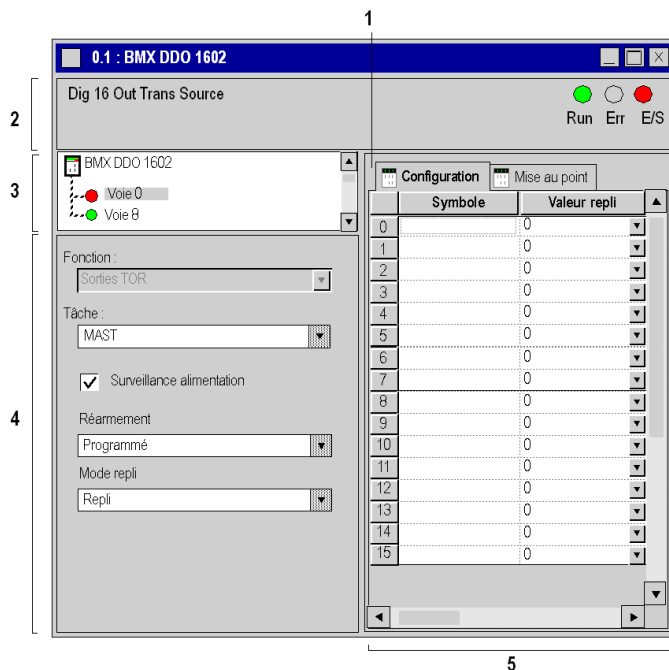 1
0.1 : BMX DDO 1602
2
Dig 16 Out Trans Source
Run Err E/S
3
BMX DDO 1602
Voie 0
Voie 8
4
Fonction :
Sorties TOR
Tâche :
MAST
Surveillance alimentation
Réarmement
Programmé
Mode repli
Repli
Configuration Mise au point
Symbole Valeur repli
0 0
1 0
2 0
3 0
4 0
5 0
6 0
7 0
8 0
9 0
10 0
11 0
12 0
13 0
14 0
15 0
5